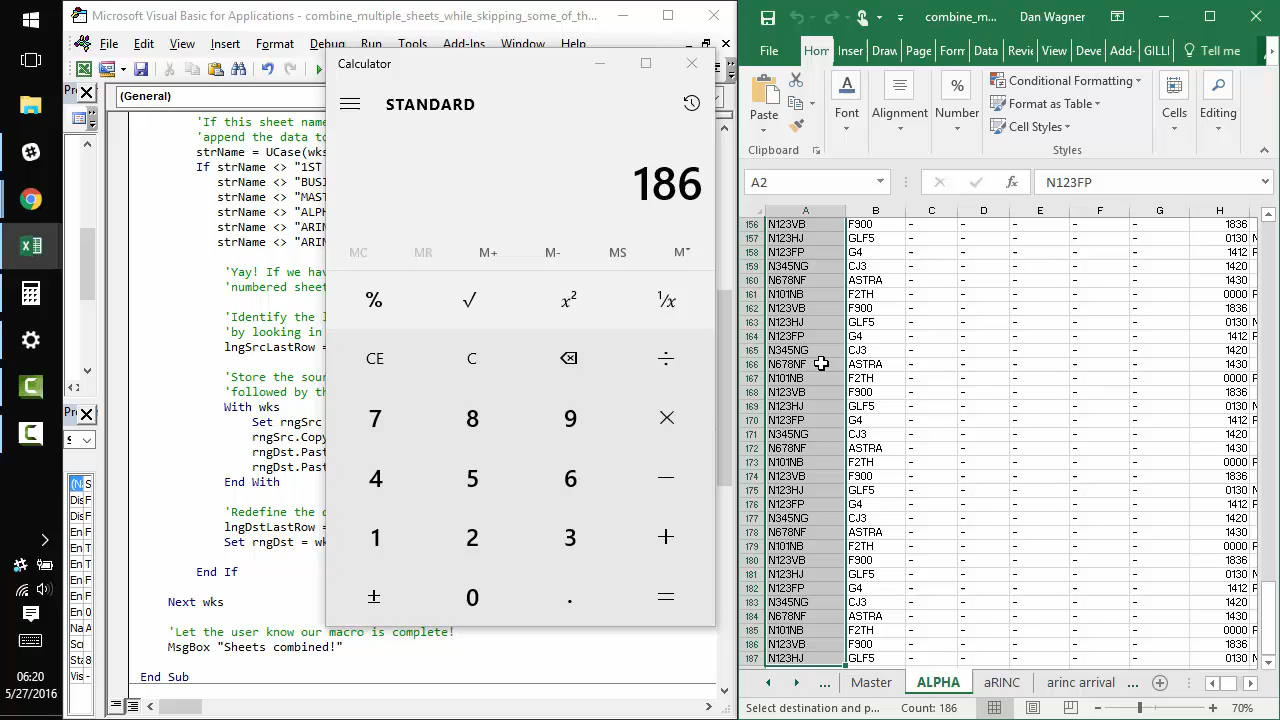 Microsoft Visual Basic for Applications - combine_multiple_sheets_while_skipping_some_of_th...
File Edit View Insert Format Debug Run Tools Add-Ins Window Help
(General)
'If this sheet name
'append the data to
strName = UCase(wks
If strName <> "1ST
strName <> "BUSI
strName <> "MAST
strName <> "ALPH
strName <> "ARIN
strName <> "ARIN
'Yay! If we hav
'numbered sheet
'Identify the l
'by looking in
lngSrcLastRow =
'Store the sour
'followed by th
With wks
Set rngSrc
rngSrc.Copy
rngDst.Past
rngDst.Past
End With
'Redefine the d
lngDstLastRow =
Set rngDst = wk
End If
Next wks
'Let the user know our macro is complete!
MsgBox "Sheets combined!"
End Sub
06:20
5/27/2016
Calculator
STANDARD
186
MC MR M+ M- MS M˅
% √ x² ¹/x
CE C ÷
7 8 9 ×
4 5 6 −
1 2 3 +
± 0 . =
combine_m... Dan Wagner
File Hom Inser Draw Page Form Data Revie View Deve Add- GILLI Tell me
Paste
Font
Alignment
Number
Conditional Formatting
Format as Table
Cell Styles
Cells
Editing
Clipboard
Styles
A2 fx N123FP
A B C D E F G H
156 N123VB F900 - - - - - 1836
157 N123HJ GLF5 - - - - - 0130 N
158 N123FP G4 - - - - - 1412 F
159 N345NG CJ3 - - - - - 1420
160 N678NF ASTRA - - - - - 1430
161 N101NB F2TH - - - - - 0000 F
162 N123VB F900 - - - - - 1836
163 N123HJ GLF5 - - - - - 0130 N
164 N123FP G4 - - - - - 1412 F
165 N345NG CJ3 - - - - - 1420
166 N678NF ASTRA - - - - - 1430
167 N101NB F2TH - - - - - 0000 F
168 N123VB F900 - - - - - 1836
169 N123HJ GLF5 - - - - - 0130 N
170 N123FP G4 - - - - - 1412 F
171 N345NG CJ3 - - - - - 1420
172 N678NF ASTRA - - - - - 1430
173 N101NB F2TH - - - - - 0000 F
174 N123VB F900 - - - - - 1836
175 N123HJ GLF5 - - - - - 0130 N
176 N123FP G4 - - - - - 1412 F
177 N345NG CJ3 - - - - - 1420
178 N678NF ASTRA - - - - - 1430
179 N101NB F2TH - - - - - 0000 F
180 N123VB F900 - - - - - 1836
181 N123HJ GLF5 - - - - - 0130 N
182 N123FP G4 - - - - - 1412 F
183 N345NG CJ3 - - - - - 1420
184 N678NF ASTRA - - - - - 1430
185 N101NB F2TH - - - - - 0000 F
186 N123VB F900 - - - - - 1836
187 N123HJ GLF5 - - - - - 0130 N
... Master ALPHA aRINC arinc arrival ...
Select destination and p... Count: 186 70%